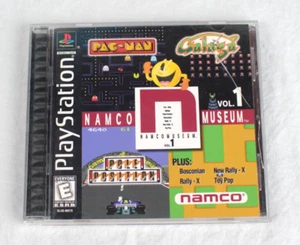 PlayStation
PAC-MAN
Galaga
VOL.1
NAMCO MUSEUM
NAMCOMUSEUM
VOL.1
4640
POLE
POSITION
PLUS:
Bosconian
New Rally-X
Rally-X
Toy Pop
namco
E